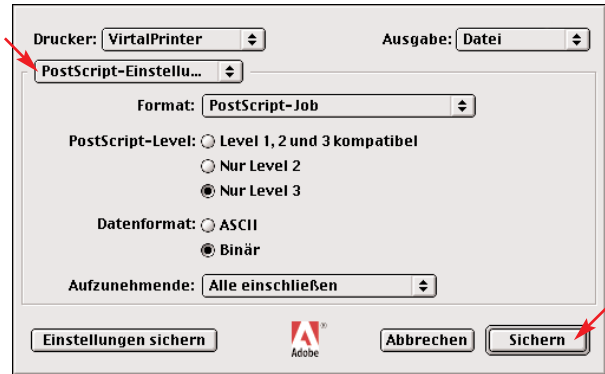 Drucker: VirtalPrinter Ausgabe: Datei
PostScript-Einstellu...
Format: PostScript-Job
PostScript-Level: Level 1, 2 und 3 kompatibel
Nur Level 2
Nur Level 3
Datenformat: ASCII
Binär
Aufzunehmende: Alle einschließen
Einstellungen sichern Adobe® Abbrechen Sichern